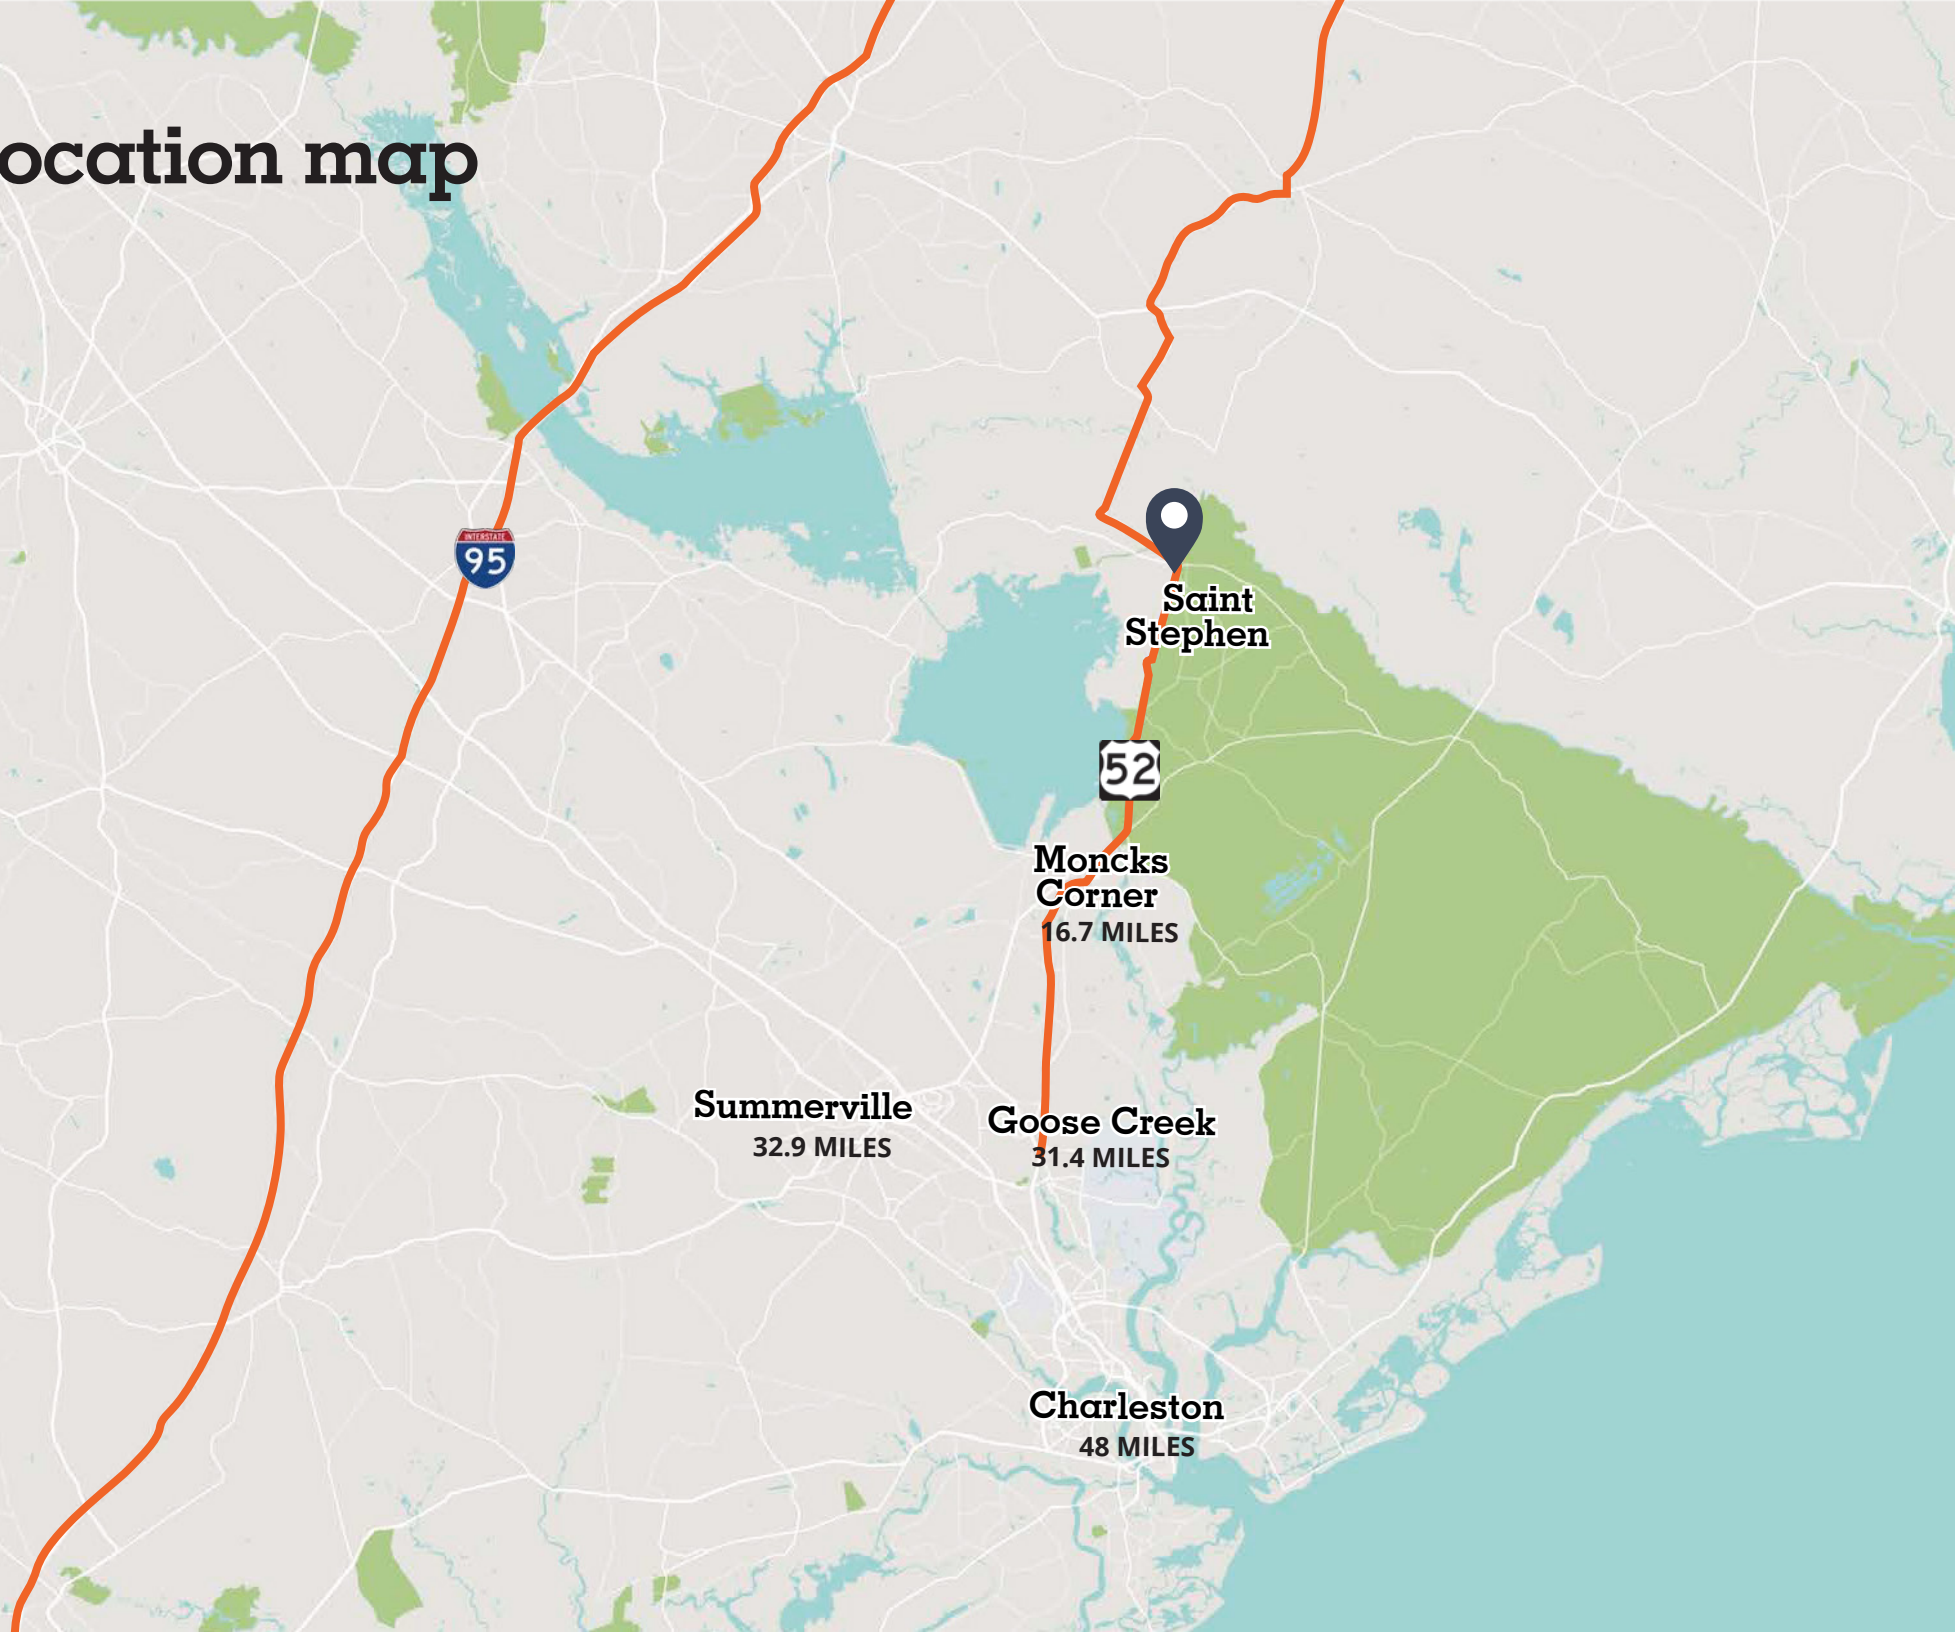 ocation map
INTERSTATE
95
Saint
Stephen
52
Moncks
Corner
16.7 MILES
Summerville
32.9 MILES
Goose Creek
31.4 MILES
Charleston
48 MILES